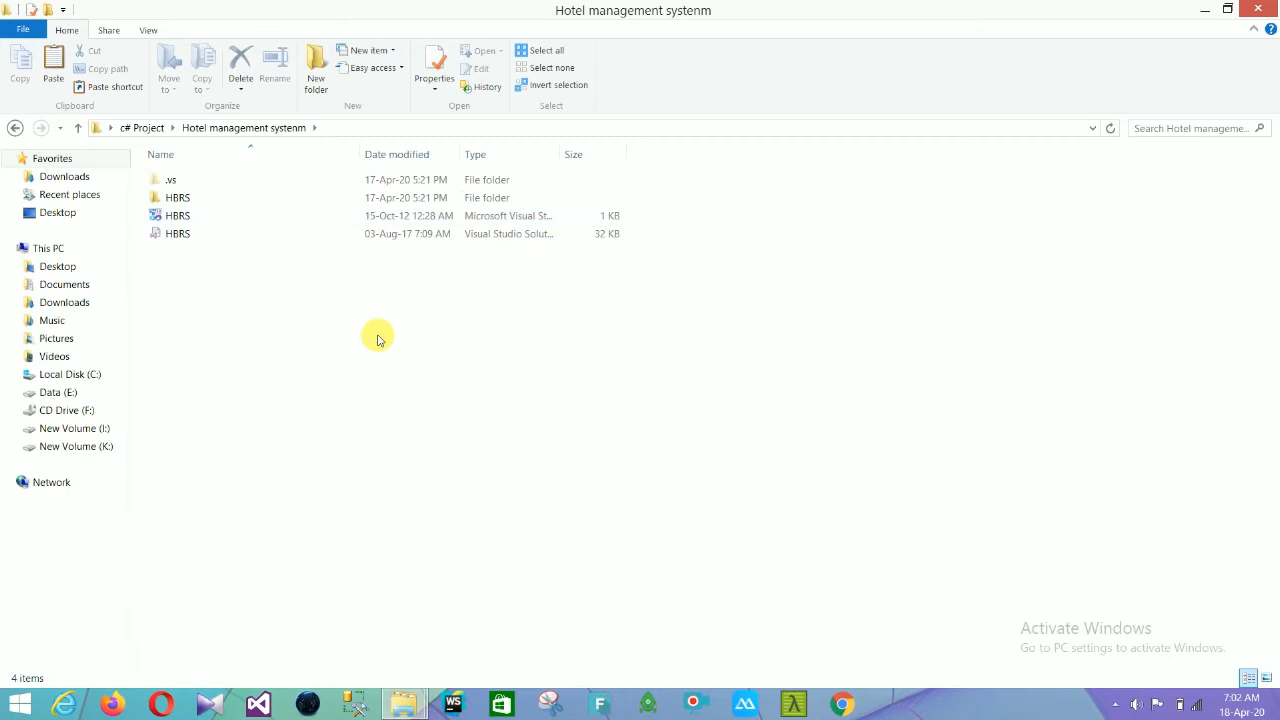 Hotel management systenm
File Home Share View
Cut
Copy path
Paste shortcut
Copy Paste
Clipboard
Move to Copy to Delete Rename
Organize
New folder
New item
Easy access
New
Properties
Open
Edit
History
Open
Select all
Select none
Invert selection
Select
c# Project Hotel management systenm
Search Hotel manageme...
Name Date modified Type Size
.vs 17-Apr-20 5:21 PM File folder
HBRS 17-Apr-20 5:21 PM File folder
HBRS 15-Oct-12 12:28 AM Microsoft Visual St... 1 KB
HBRS 03-Aug-17 7:09 AM Visual Studio Solut... 32 KB
Favorites
Downloads
Recent places
Desktop
This PC
Desktop
Documents
Downloads
Music
Pictures
Videos
Local Disk (C:)
Data (E:)
CD Drive (F:)
New Volume (I:)
New Volume (K:)
Network
Activate Windows
Go to PC settings to activate Windows.
4 items
WS
F
7:02 AM
18-Apr-20